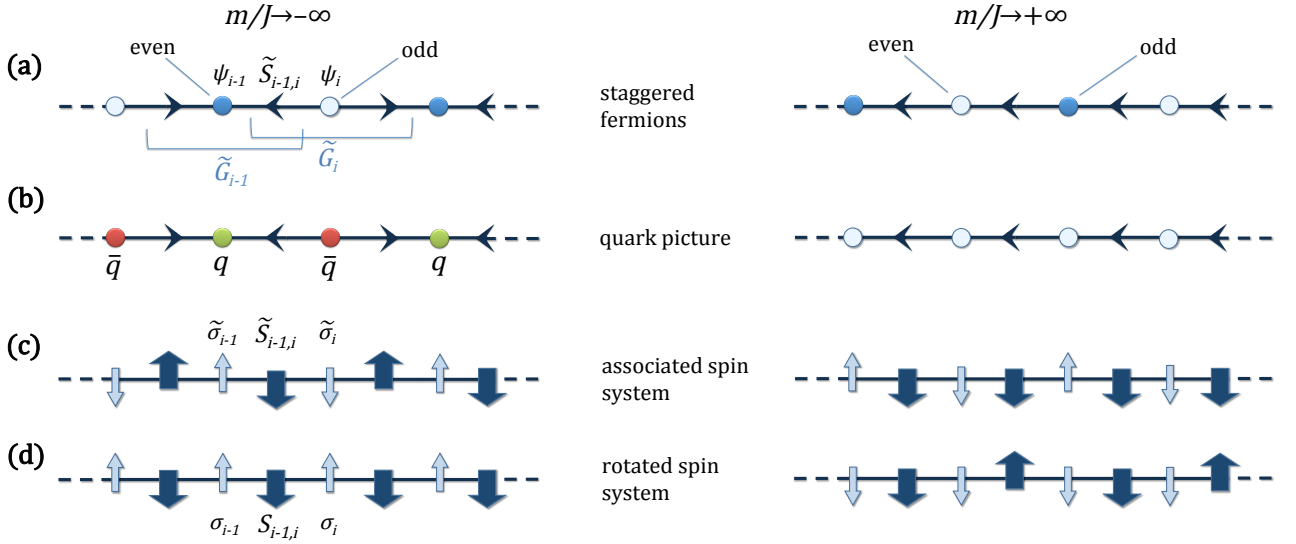 m/J→−∞
m/J→+∞
(a)
even
ψi-1
S̃i-1,i
ψi
odd
staggered
fermions
even
odd
G̃i-1
G̃i
(b)
quark picture
q̄
q
q̄
q
(c)
σ̃i-1
S̃i-1,i
σ̃i
associated spin
system
(d)
rotated spin
system
σi-1
Si-1,i
σi